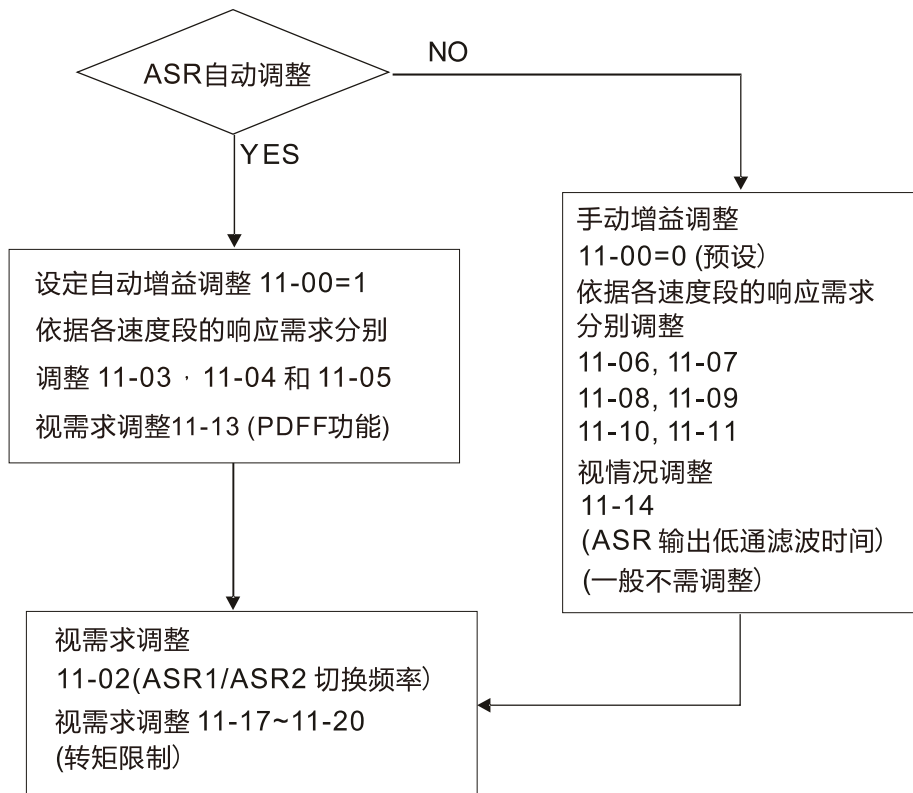 ASR自动调整
NO
YES
设定自动增益调整 11-00=1
依据各速度段的响应需求分别
调整 11-03，11-04 和 11-05
视需求调整11-13 (PDFF功能)
手动增益调整
11-00=0 (预设)
依据各速度段的响应需求
分别调整
11-06, 11-07
11-08, 11-09
11-10, 11-11
视情况调整
11-14
(ASR 输出低通滤波时间)
(一般不需调整)
视需求调整
11-02(ASR1/ASR2 切换频率)
视需求调整 11-17~11-20
(转矩限制)